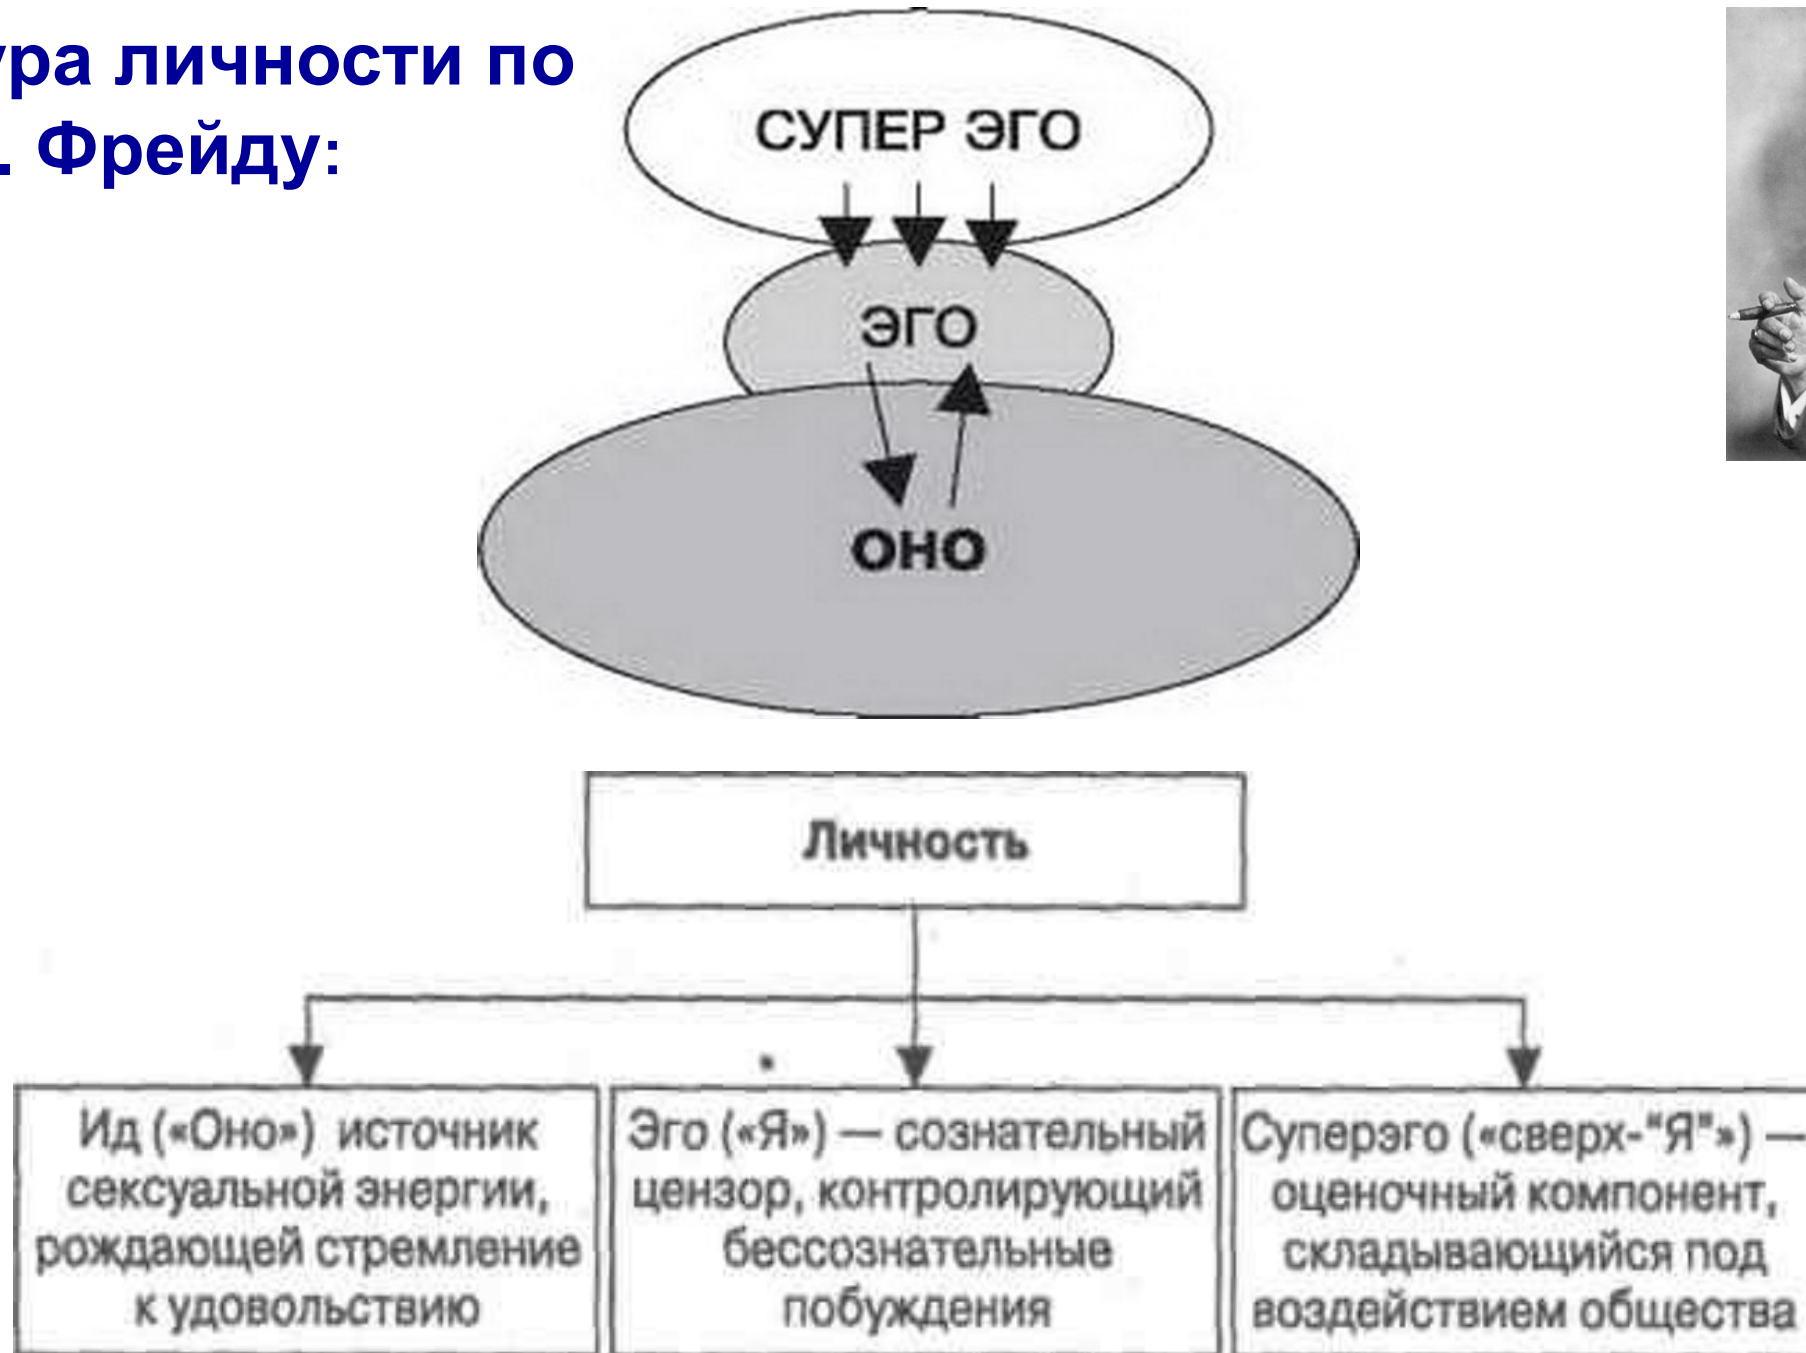 ура личности по
. Фрейду:
СУПЕР ЭГО
ЭГО
ОНО
Личность
Ид («Оно») источник
сексуальной энергии,
рождающей стремление
к удовольствию
Эго («Я») — сознательный
цензор, контролирующий
бессознательные
побуждения
Суперэго («сверх-"Я"») —
оценочный компонент,
складывающийся под
воздействием общества